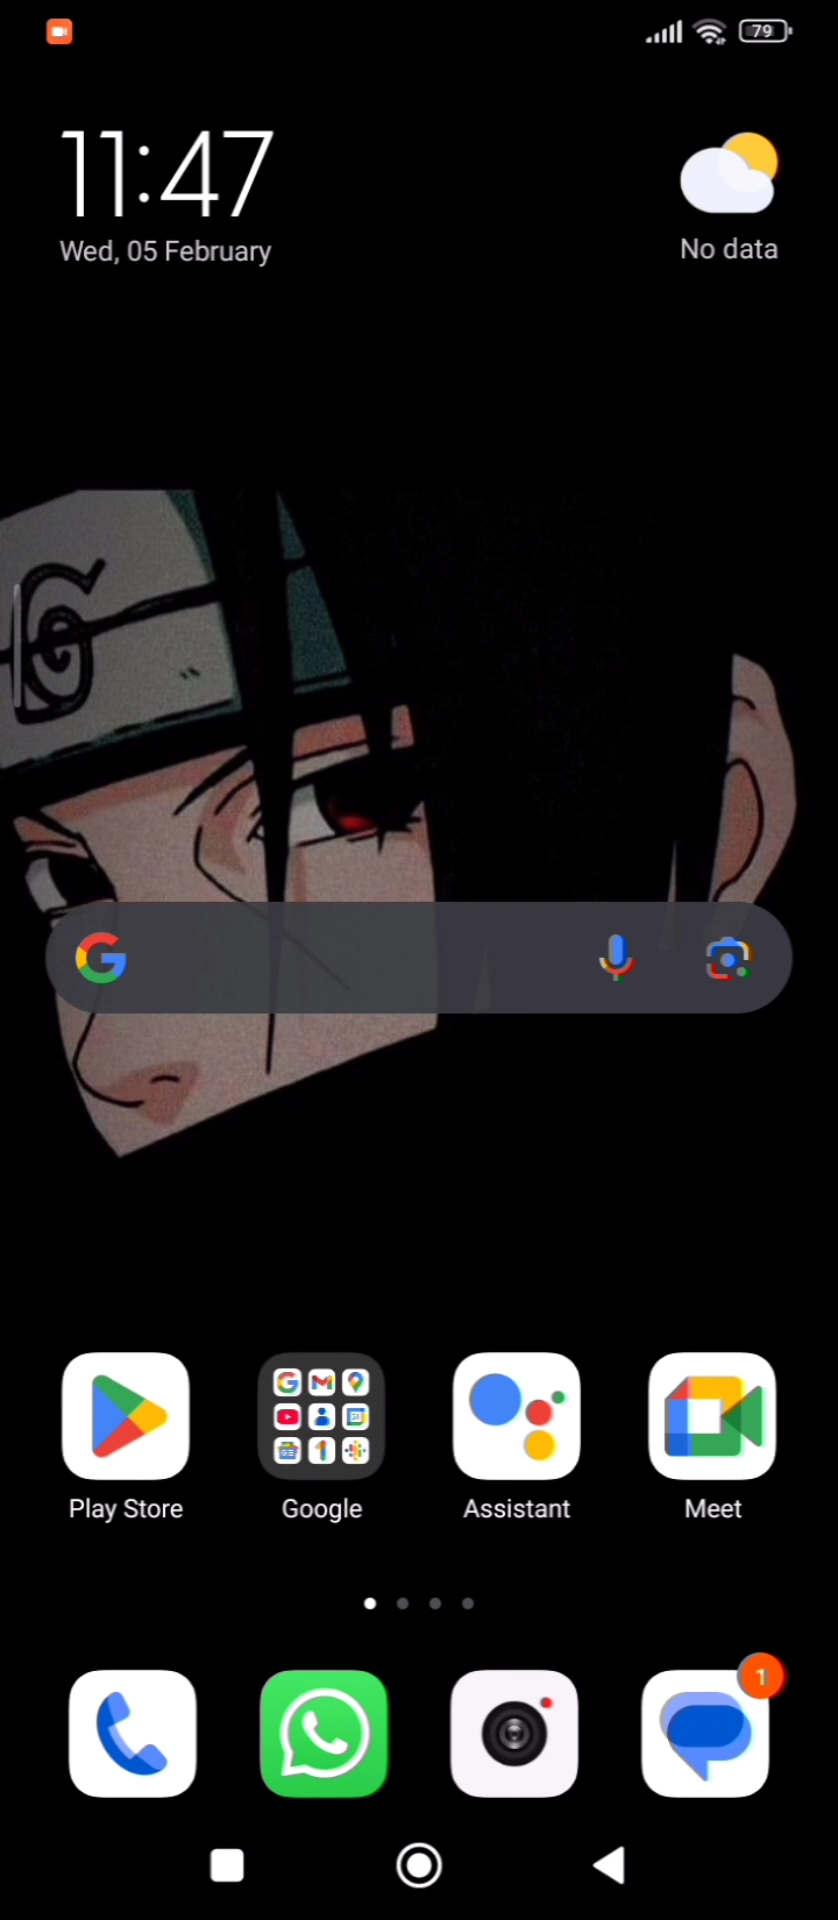 79
11:47
Wed, 05 February
No data
Play Store
Google
Assistant
Meet
1